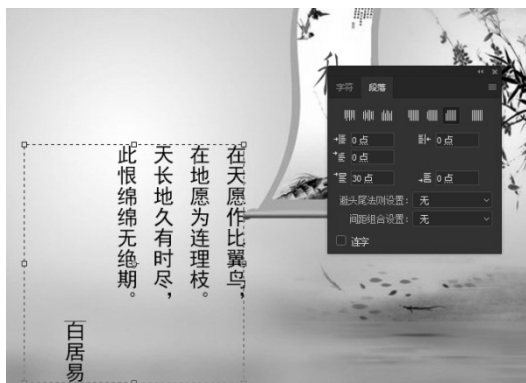 在天愿作比翼鸟，
在地愿为连理枝。
天长地久有时尽，
此恨绵绵无绝期。
百居易
字符 段落
0 点 0 点
0 点
30 点 0 点
避头尾法则设置： 无
间距组合设置： 无
连字